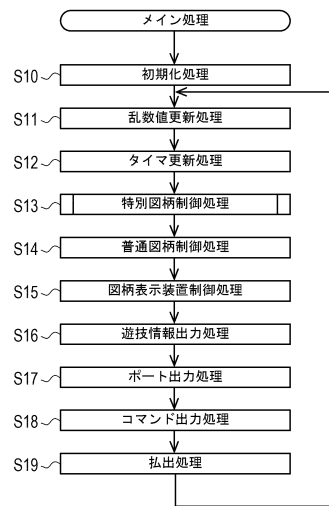 メイン処理
S10 初期化処理
S11 乱数値更新処理
S12 タイマ更新処理
S13 特別図柄制御処理
S14 普通図柄制御処理
S15 図柄表示装置制御処理
S16 遊技情報出力処理
S17 ポート出力処理
S18 コマンド出力処理
S19 払出処理